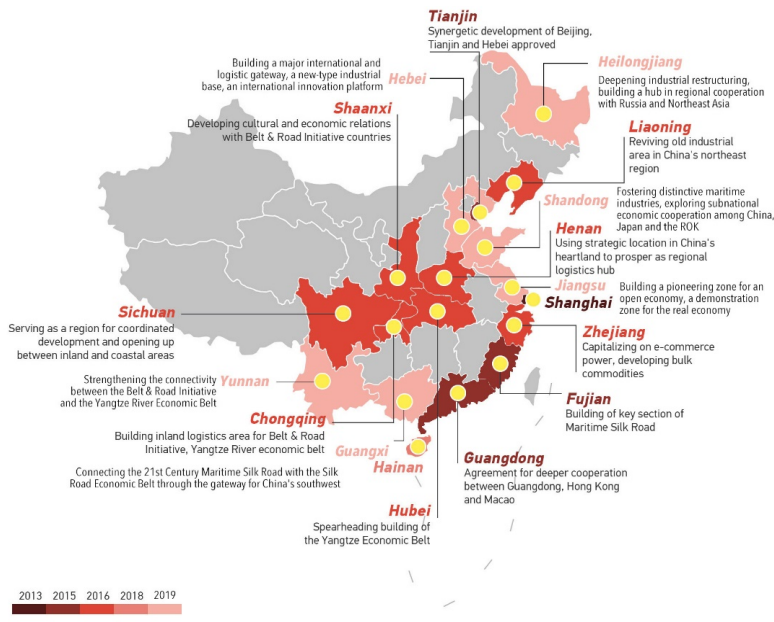 Tianjin
Synergetic development of Beijing,
Tianjin and Hebei approved
Building a major international and
logistic gateway, a new-type industrial
base, an international innovation platform
Hebei
Heilongjiang
Deepening industrial restructuring,
building a hub in regional cooperation
with Russia and Northeast Asia
Shaanxi
Developing cultural and economic relations
with Belt & Road Initiative countries
Liaoning
Reviving old industrial
area in China's northeast
region
Shandong
Fostering distinctive maritime
industries, exploring subnational
economic cooperation among China,
Japan and the ROK
Henan
Using strategic location in China's
heartland to prosper as regional
logistics hub
Jiangsu
Building a pioneering zone for an
open economy, a demonstration
zone for the real economy
Shanghai
Sichuan
Serving as a region for coordinated
development and opening up
between inland and coastal areas
Zhejiang
Capitalizing on e-commerce
power, developing bulk
commodities
Strengthening the connectivity
between the Belt & Road Initiative
and the Yangtze River Economic Belt
Yunnan
Fujian
Building of key section of
Maritime Silk Road
Chongqing
Building inland logistics area for Belt & Road
Initiative, Yangtze River economic belt
Guangxi
Connecting the 21st Century Maritime Silk Road with the Silk
Road Economic Belt through the gateway for China's southwest
Hainan
Guangdong
Agreement for deeper cooperation
between Guangdong, Hong Kong
and Macao
Hubei
Spearheading building of
the Yangtze Economic Belt
2013 2015 2016 2018 2019